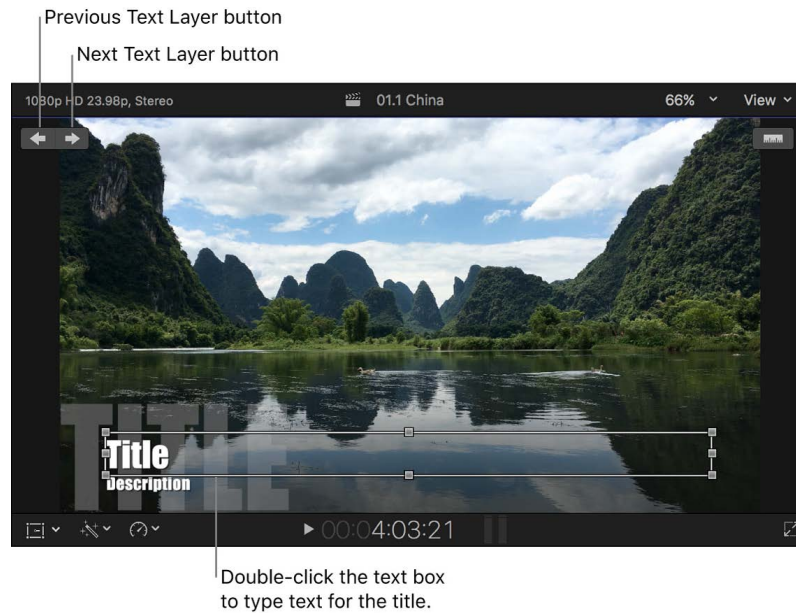 Previous Text Layer button
Next Text Layer button
1080p HD 23.98p, Stereo
01.1 China
66%
View
TITLE
Title
Description
00:04:03:21
Double-click the text box
to type text for the title.